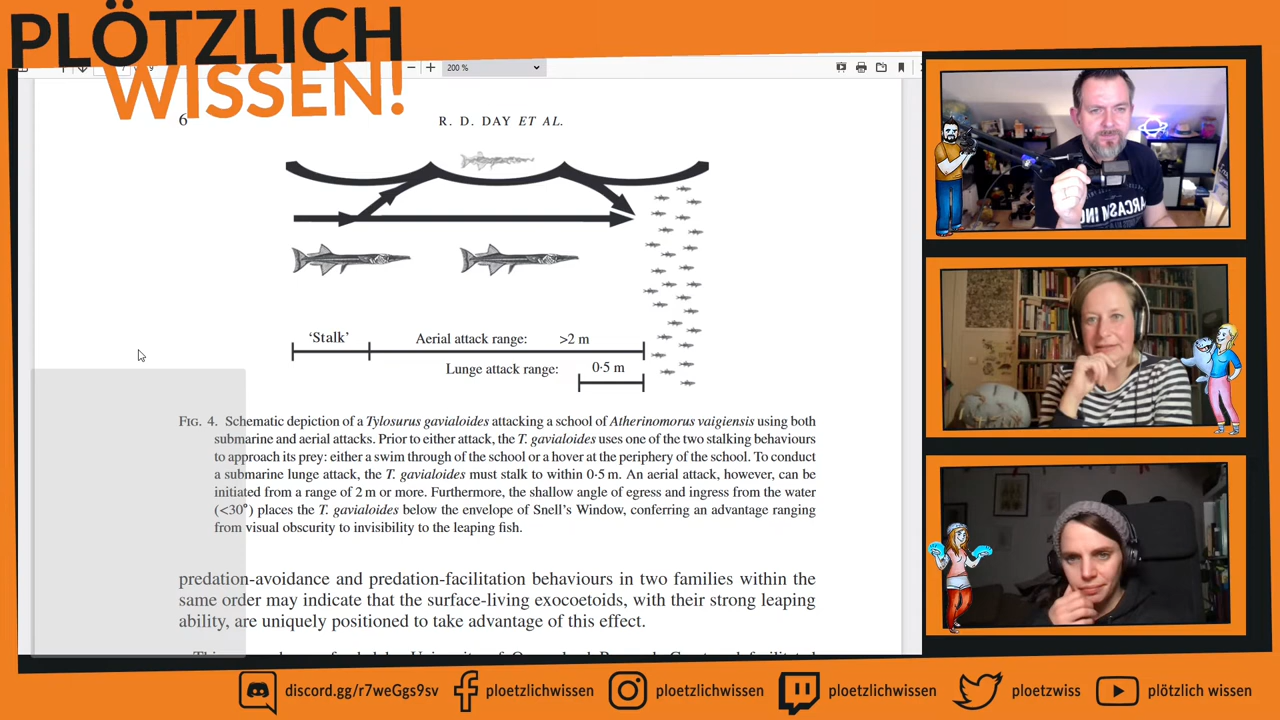 PLÖTZLICH
WISSEN!
200 %
6
R. D. DAY ET AL.
'Stalk'
Aerial attack range: >2 m
Lunge attack range: 0·5 m
FIG. 4. Schematic depiction of a Tylosurus gavialoides attacking a school of Atherinomorus vaigiensis using both
submarine and aerial attacks. Prior to either attack, the T. gavialoides uses one of the two stalking behaviours
to approach its prey: either a swim through of the school or a hover at the periphery of the school. To conduct
a submarine lunge attack, the T. gavialoides must stalk to within 0·5 m. An aerial attack, however, can be
initiated from a range of 2 m or more. Furthermore, the shallow angle of egress and ingress from the water
(<30°) places the T. gavialoides below the envelope of Snell's Window, conferring an advantage ranging
from visual obscurity to invisibility to the leaping fish.
predation-avoidance and predation-facilitation behaviours in two families within the
same order may indicate that the surface-living exocoetoids, with their strong leaping
ability, are uniquely positioned to take advantage of this effect.
discord.gg/r7weGgs9sv
ploetzlichwissen
ploetzlichwissen
ploetzlichwissen
ploetzwiss
plötzlich wissen